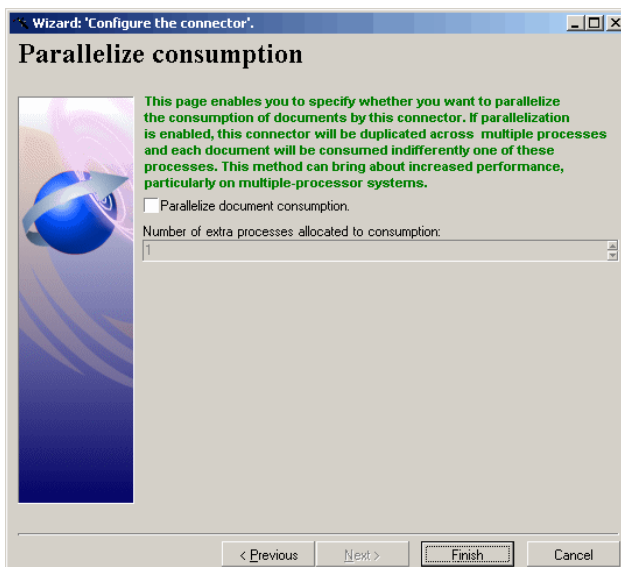 Wizard: 'Configure the connector'.
Parallelize consumption
This page enables you to specify whether you want to parallelize
the consumption of documents by this connector. If parallelization
is enabled, this connector will be duplicated across multiple processes
and each document will be consumed indifferently one of these
processes. This method can bring about increased performance,
particularly on multiple-processor systems.
Parallelize document consumption.
Number of extra processes allocated to consumption:
1
< Previous Next > Finish Cancel